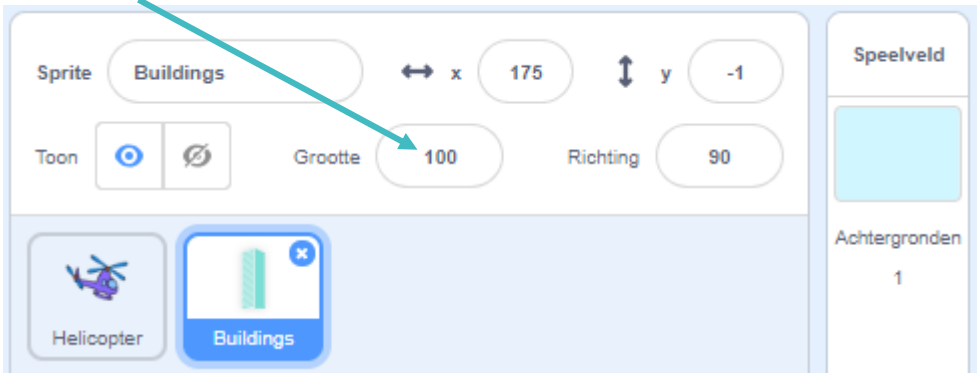 Sprite Buildings x 175 y -1
Toon Grootte 100 Richting 90
Helicopter
Buildings
Speelveld
Achtergronden
1